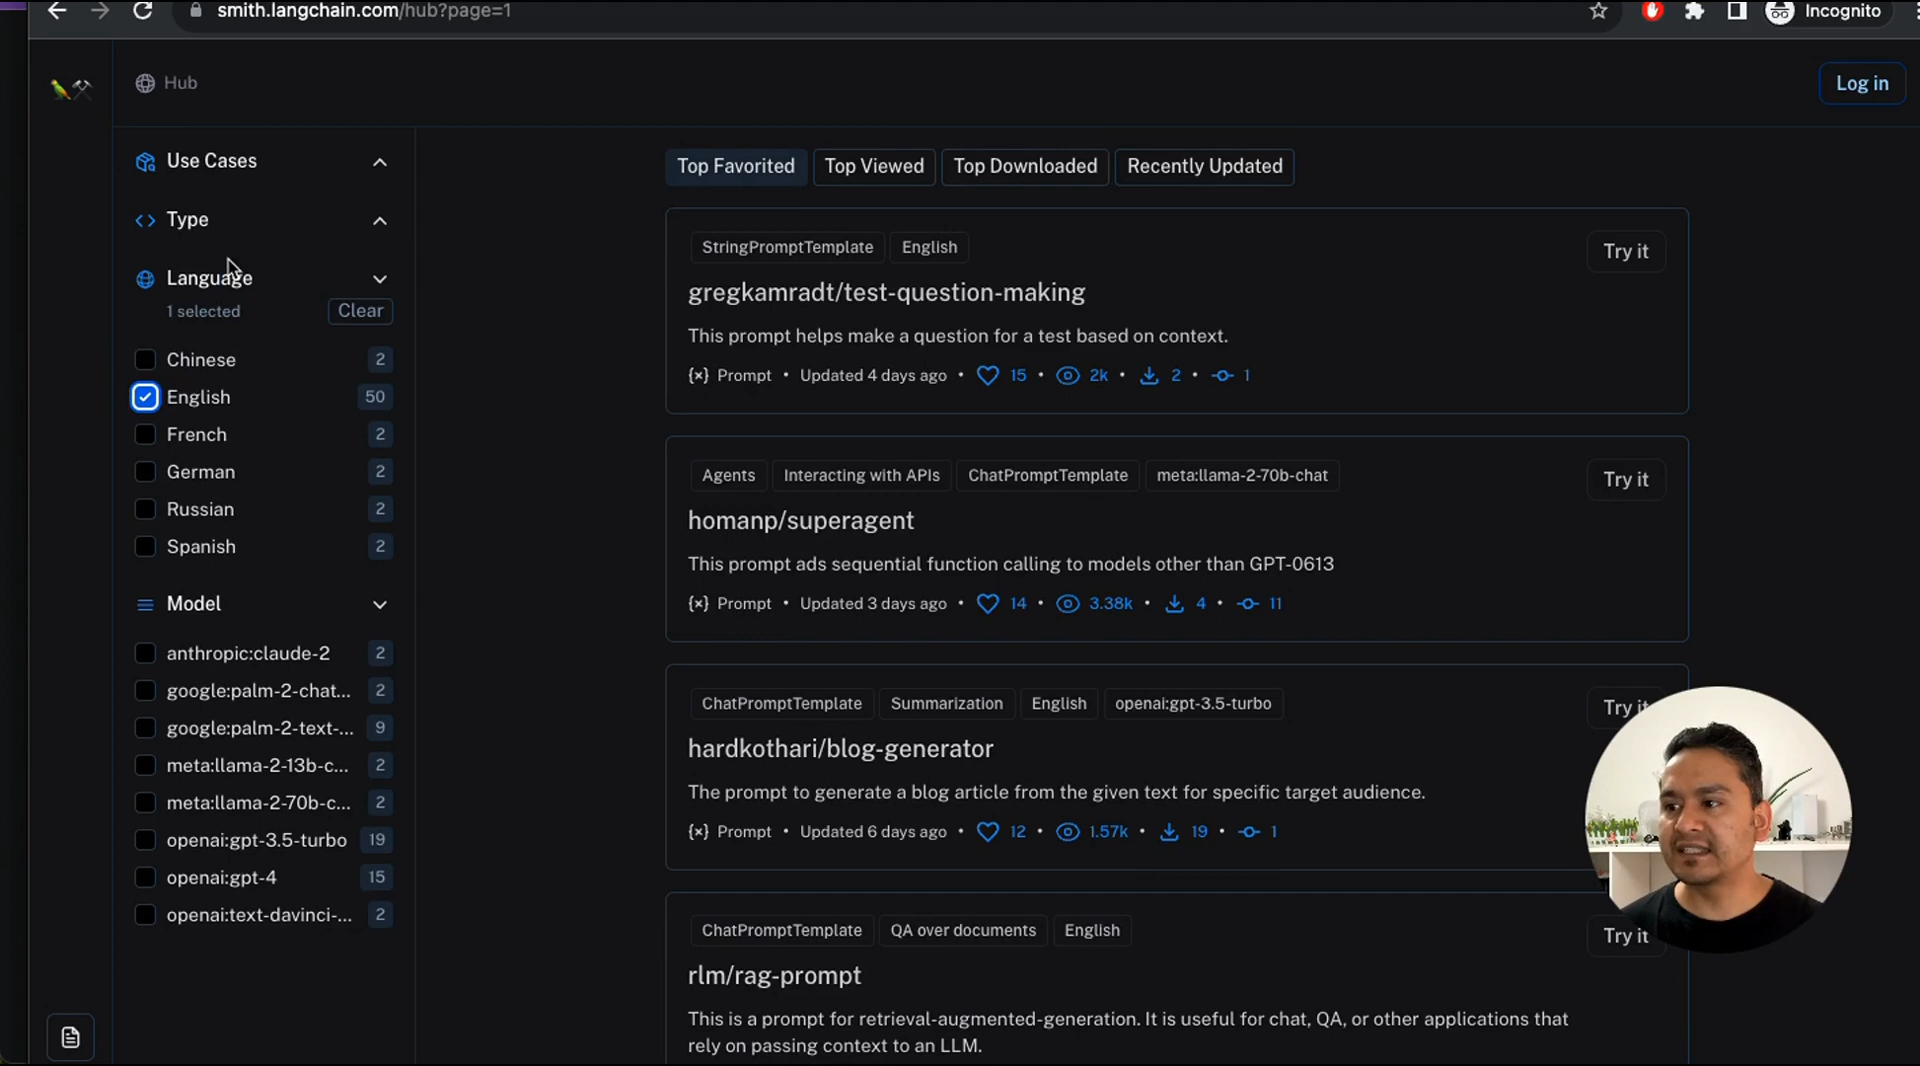 smith.langchain.com/hub?page=1
Incognito
Hub
Log in
Use Cases
Type
Language
1 selected
Clear
Chinese 2
English 50
French 2
German 2
Russian 2
Spanish 2
Model
anthropic:claude-2 2
google:palm-2-chat... 2
google:palm-2-text-... 9
meta:llama-2-13b-c... 2
meta:llama-2-70b-c... 2
openai:gpt-3.5-turbo 19
openai:gpt-4 15
openai:text-davinci-... 2
Top Favorited Top Viewed Top Downloaded Recently Updated
StringPromptTemplate English
Try it
gregkamradt/test-question-making
This prompt helps make a question for a test based on context.
{×} Prompt • Updated 4 days ago • 15 • 2k • 2 • 1
Agents Interacting with APIs ChatPromptTemplate meta:llama-2-70b-chat
Try it
homanp/superagent
This prompt ads sequential function calling to models other than GPT-0613
{×} Prompt • Updated 3 days ago • 14 • 3.38k • 4 • 11
ChatPromptTemplate Summarization English openai:gpt-3.5-turbo
Try it
hardkothari/blog-generator
The prompt to generate a blog article from the given text for specific target audience.
{×} Prompt • Updated 6 days ago • 12 • 1.57k • 19 • 1
ChatPromptTemplate QA over documents English
Try it
rlm/rag-prompt
This is a prompt for retrieval-augmented-generation. It is useful for chat, QA, or other applications that
rely on passing context to an LLM.